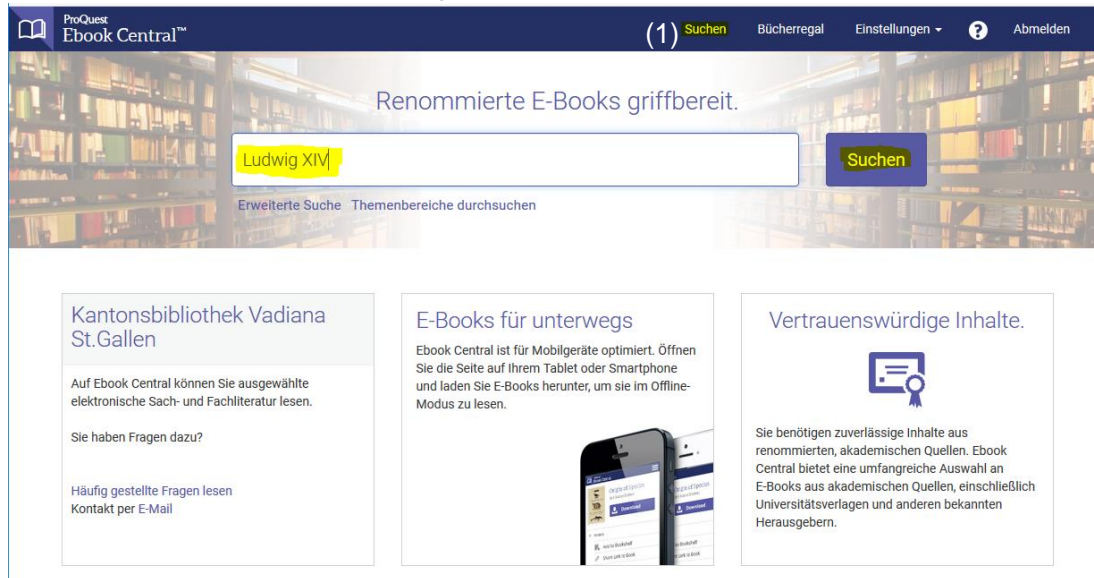 ProQuest
Ebook Central™
(1) Suchen Bücherregal Einstellungen ? Abmelden
Renommierte E-Books griffbereit.
Ludwig XIV
Suchen
Erweiterte Suche Themenbereiche durchsuchen
Kantonsbibliothek Vadiana
St.Gallen
Auf Ebook Central können Sie ausgewählte
elektronische Sach- und Fachliteratur lesen.
Sie haben Fragen dazu?
Häufig gestellte Fragen lesen
Kontakt per E-Mail
E-Books für unterwegs
Ebook Central ist für Mobilgeräte optimiert. Öffnen
Sie die Seite auf Ihrem Tablet oder Smartphone
und laden Sie E-Books herunter, um sie im Offline-
Modus zu lesen.
Download
Download
Vertrauenswürdige Inhalte.
Sie benötigen zuverlässige Inhalte aus
renommierten, akademischen Quellen. Ebook
Central bietet eine umfangreiche Auswahl an
E-Books aus akademischen Quellen, einschließlich
Universitätsverlagen und anderen bekannten
Herausgebern.